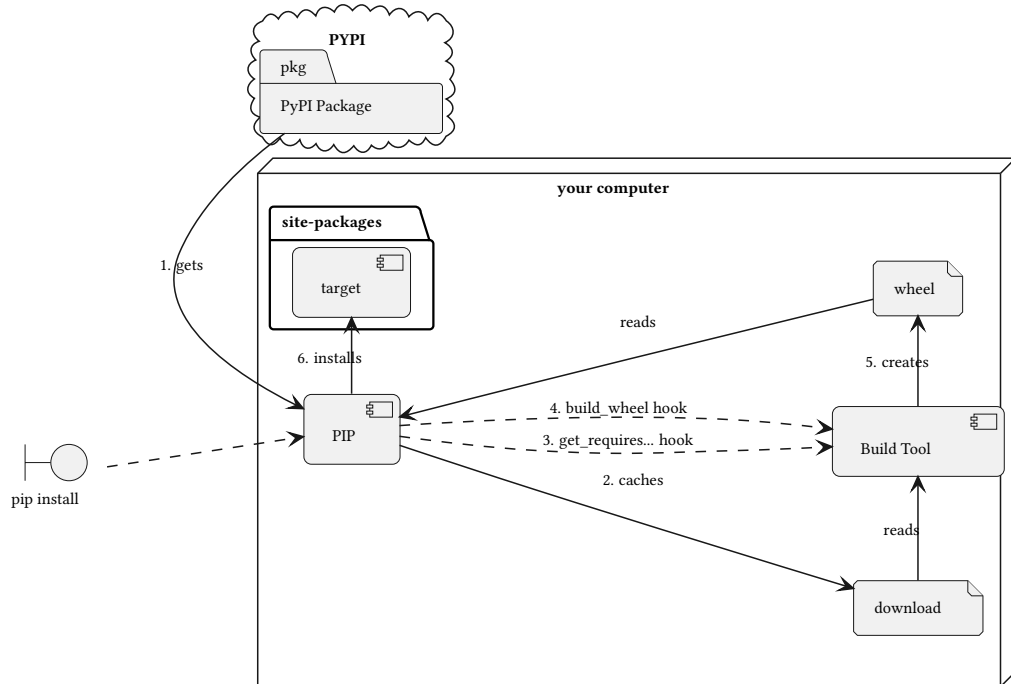 PYPI
pkg
PyPI Package
your computer
site-packages
target
1. gets
wheel
reads
6. installs
5. creates
4. build_wheel hook
PIP
3. get_requires... hook
Build Tool
2. caches
pip install
reads
download